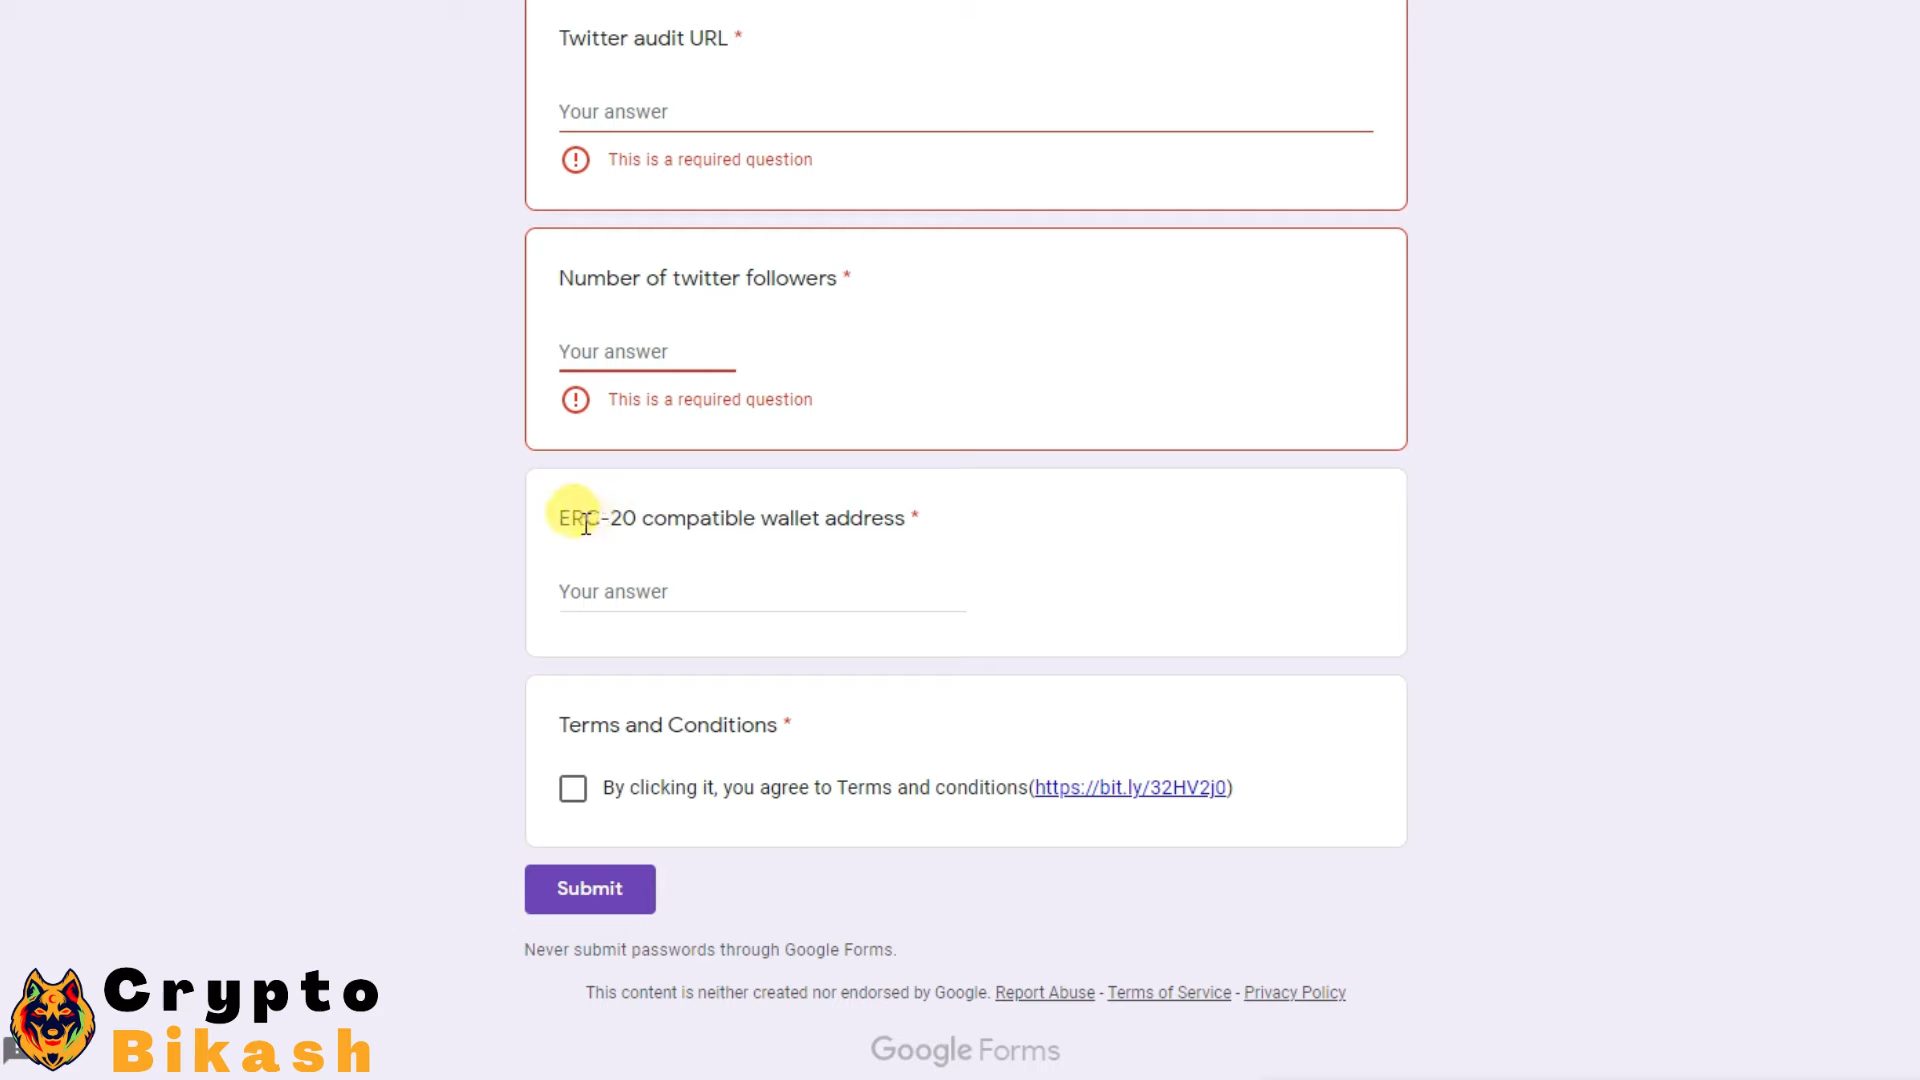 Twitter audit URL *
Your answer
This is a required question
Number of twitter followers *
Your answer
This is a required question
ERC-20 compatible wallet address *
Your answer
Terms and Conditions *
By clicking it, you agree to Terms and conditions(https://bit.ly/32HV2j0)
Submit
Never submit passwords through Google Forms.
This content is neither created nor endorsed by Google. Report Abuse - Terms of Service - Privacy Policy
Google Forms
Crypto
Bikash